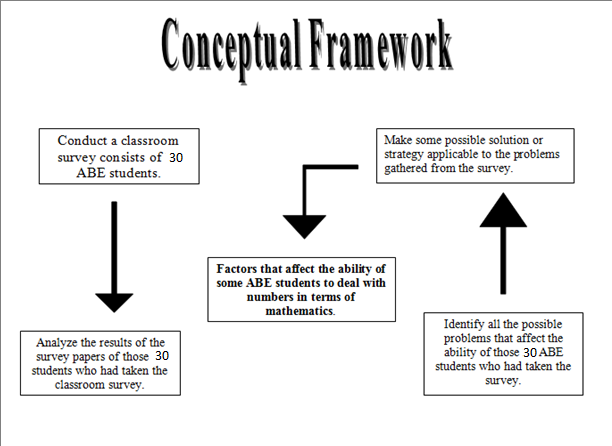 Conceptual Framework
Conduct a classroom
survey consists of 30
ABE students.
Make some possible solution or
strategy applicable to the problems
gathered from the survey.
Factors that affect the ability of
some ABE students to deal with
numbers in terms of
mathematics.
Analyze the results of the
survey papers of those 30
students who had taken the
classroom survey.
Identify all the possible
problems that affect the
ability of those 30 ABE
students who had taken the
survey.